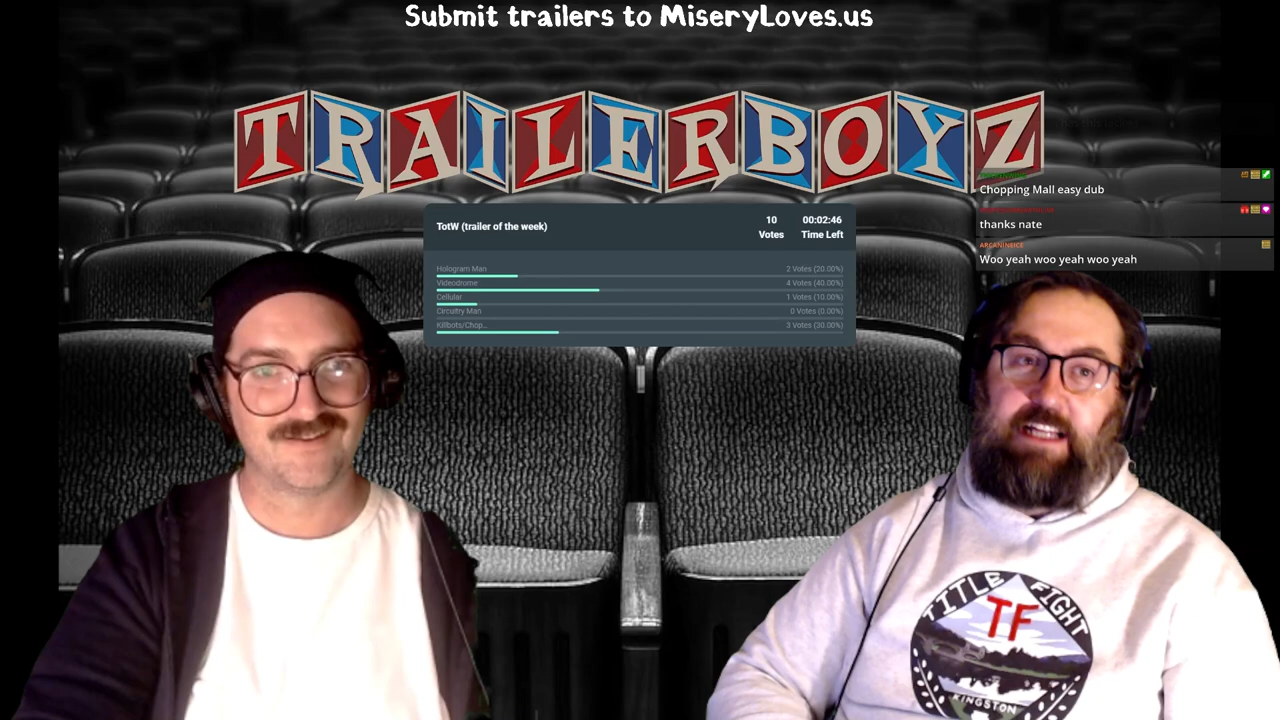 Submit trailers to MiseryLoves.us
TRAILERBOYZ
TotW (trailer of the week)
10
Votes
00:02:46
Time Left
Hologram Man 2 Votes (20.00%)
Videodrome 4 Votes (40.00%)
Cellular 1 Votes (10.00%)
Circuitry Man 0 Votes (0.00%)
Killbots/Chop... 3 Votes (30.00%)
Chopping Mall easy dub
thanks nate
ARCANINEICE
Woo yeah woo yeah woo yeah
TITLE FIGHT
TF
KINGSTON